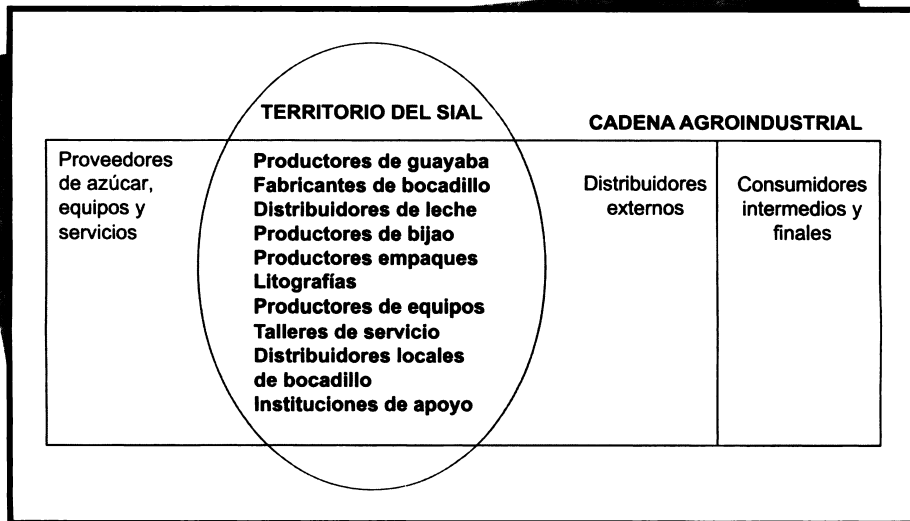 TERRITORIO DEL SIAL
CADENA AGROINDUSTRIAL
Proveedores
de azúcar,
equipos y
servicios
Productores de guayaba
Fabricantes de bocadillo
Distribuidores de leche
Productores de bijao
Productores empaques
Litografías
Productores de equipos
Talleres de servicio
Distribuidores locales
de bocadillo
Instituciones de apoyo
Distribuidores
externos
Consumidores
intermedios y
finales